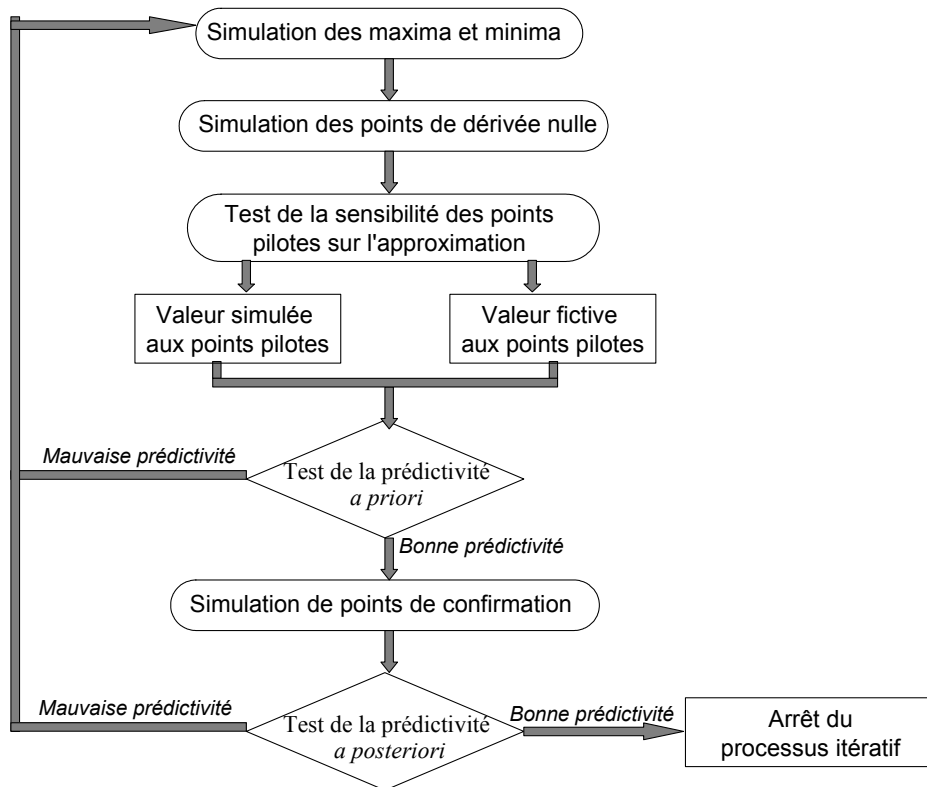 Simulation des maxima et minima
Simulation des points de dérivée nulle
Test de la sensibilité des points
pilotes sur l'approximation
Valeur simulée
aux points pilotes
Valeur fictive
aux points pilotes
Mauvaise prédictivité
Test de la prédictivité
a priori
Bonne prédictivité
Simulation de points de confirmation
Mauvaise prédictivité
Test de la prédictivité
a posteriori
Bonne prédictivité
Arrêt du
processus itératif